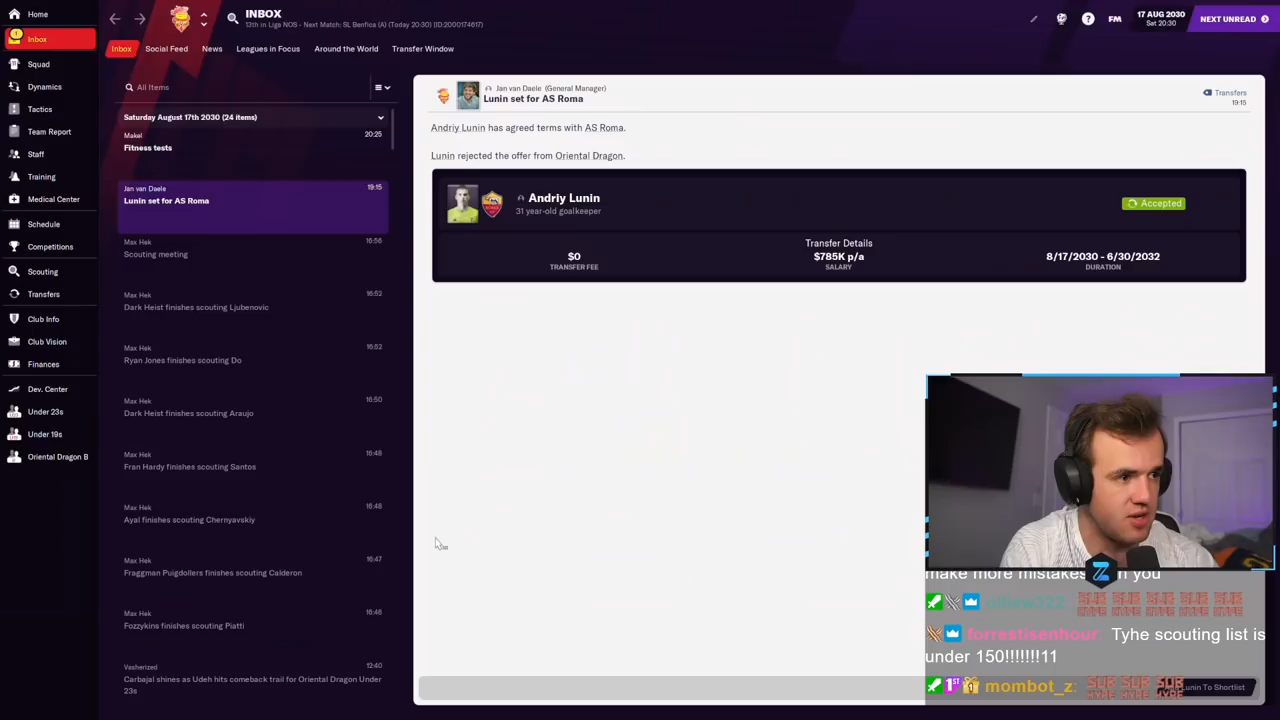 Home
Inbox
1
Squad
Dynamics
Tactics
Team Report
Staff
Training
Medical Center
Schedule
Competitions
Scouting
Transfers
Club Info
Club Vision
Finances
Dev. Center
Under 23s
Under 19s
Oriental Dragon B
INBOX
13th in Liga NOS - Next Match: SL Benfica (A) (Today 20:30) (ID:2000174617)
FM
17 AUG 2030
Sat 20:30
NEXT UNREAD
Inbox
Social Feed
News
Leagues in Focus
Around the World
Transfer Window
All Items
Saturday August 17th 2030 (24 items)
Makel
20:25
Fitness tests
Jan van Daele
19:15
Lunin set for AS Roma
Max Hek
16:56
Scouting meeting
Max Hek
16:52
Dark Heist finishes scouting Ljubenovic
Max Hek
16:52
Ryan Jones finishes scouting Do
Max Hek
16:50
Dark Heist finishes scouting Araujo
Max Hek
16:48
Fran Hardy finishes scouting Santos
Max Hek
16:48
Ayal finishes scouting Chernyavskiy
Max Hek
16:47
Fraggman Puigdollers finishes scouting Calderon
Max Hek
16:46
Fozzykins finishes scouting Piatti
Vasherized
12:40
Carbajal shines as Udeh hits comeback trail for Oriental Dragon Under
23s
Jan van Daele (General Manager)
Lunin set for AS Roma
Transfers
19:15
Andriy Lunin has agreed terms with AS Roma.
Lunin rejected the offer from Oriental Dragon.
Andriy Lunin
31 year-old goalkeeper
Accepted
Transfer Details
$0
TRANSFER FEE
$785K p/a
SALARY
8/17/2030 - 6/30/2032
DURATION
make more mistakes
you
forrestisenhour: Tyhe scouting list is
under 150!!!!!!!11
mombot_z: SUB HYPE SUB HYPE SUB HYPE
Lunin To Shortlist